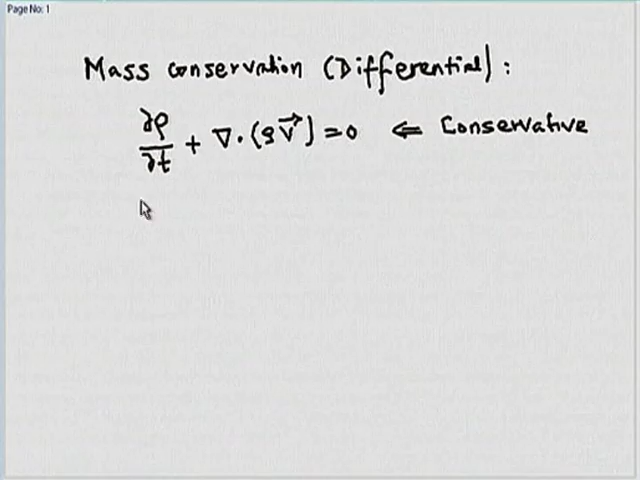 Page No: 1
Mass conservation (Differential) :
∂ρ/∂t + ∇·(ρV⃗) = 0 ⇐ Conservative